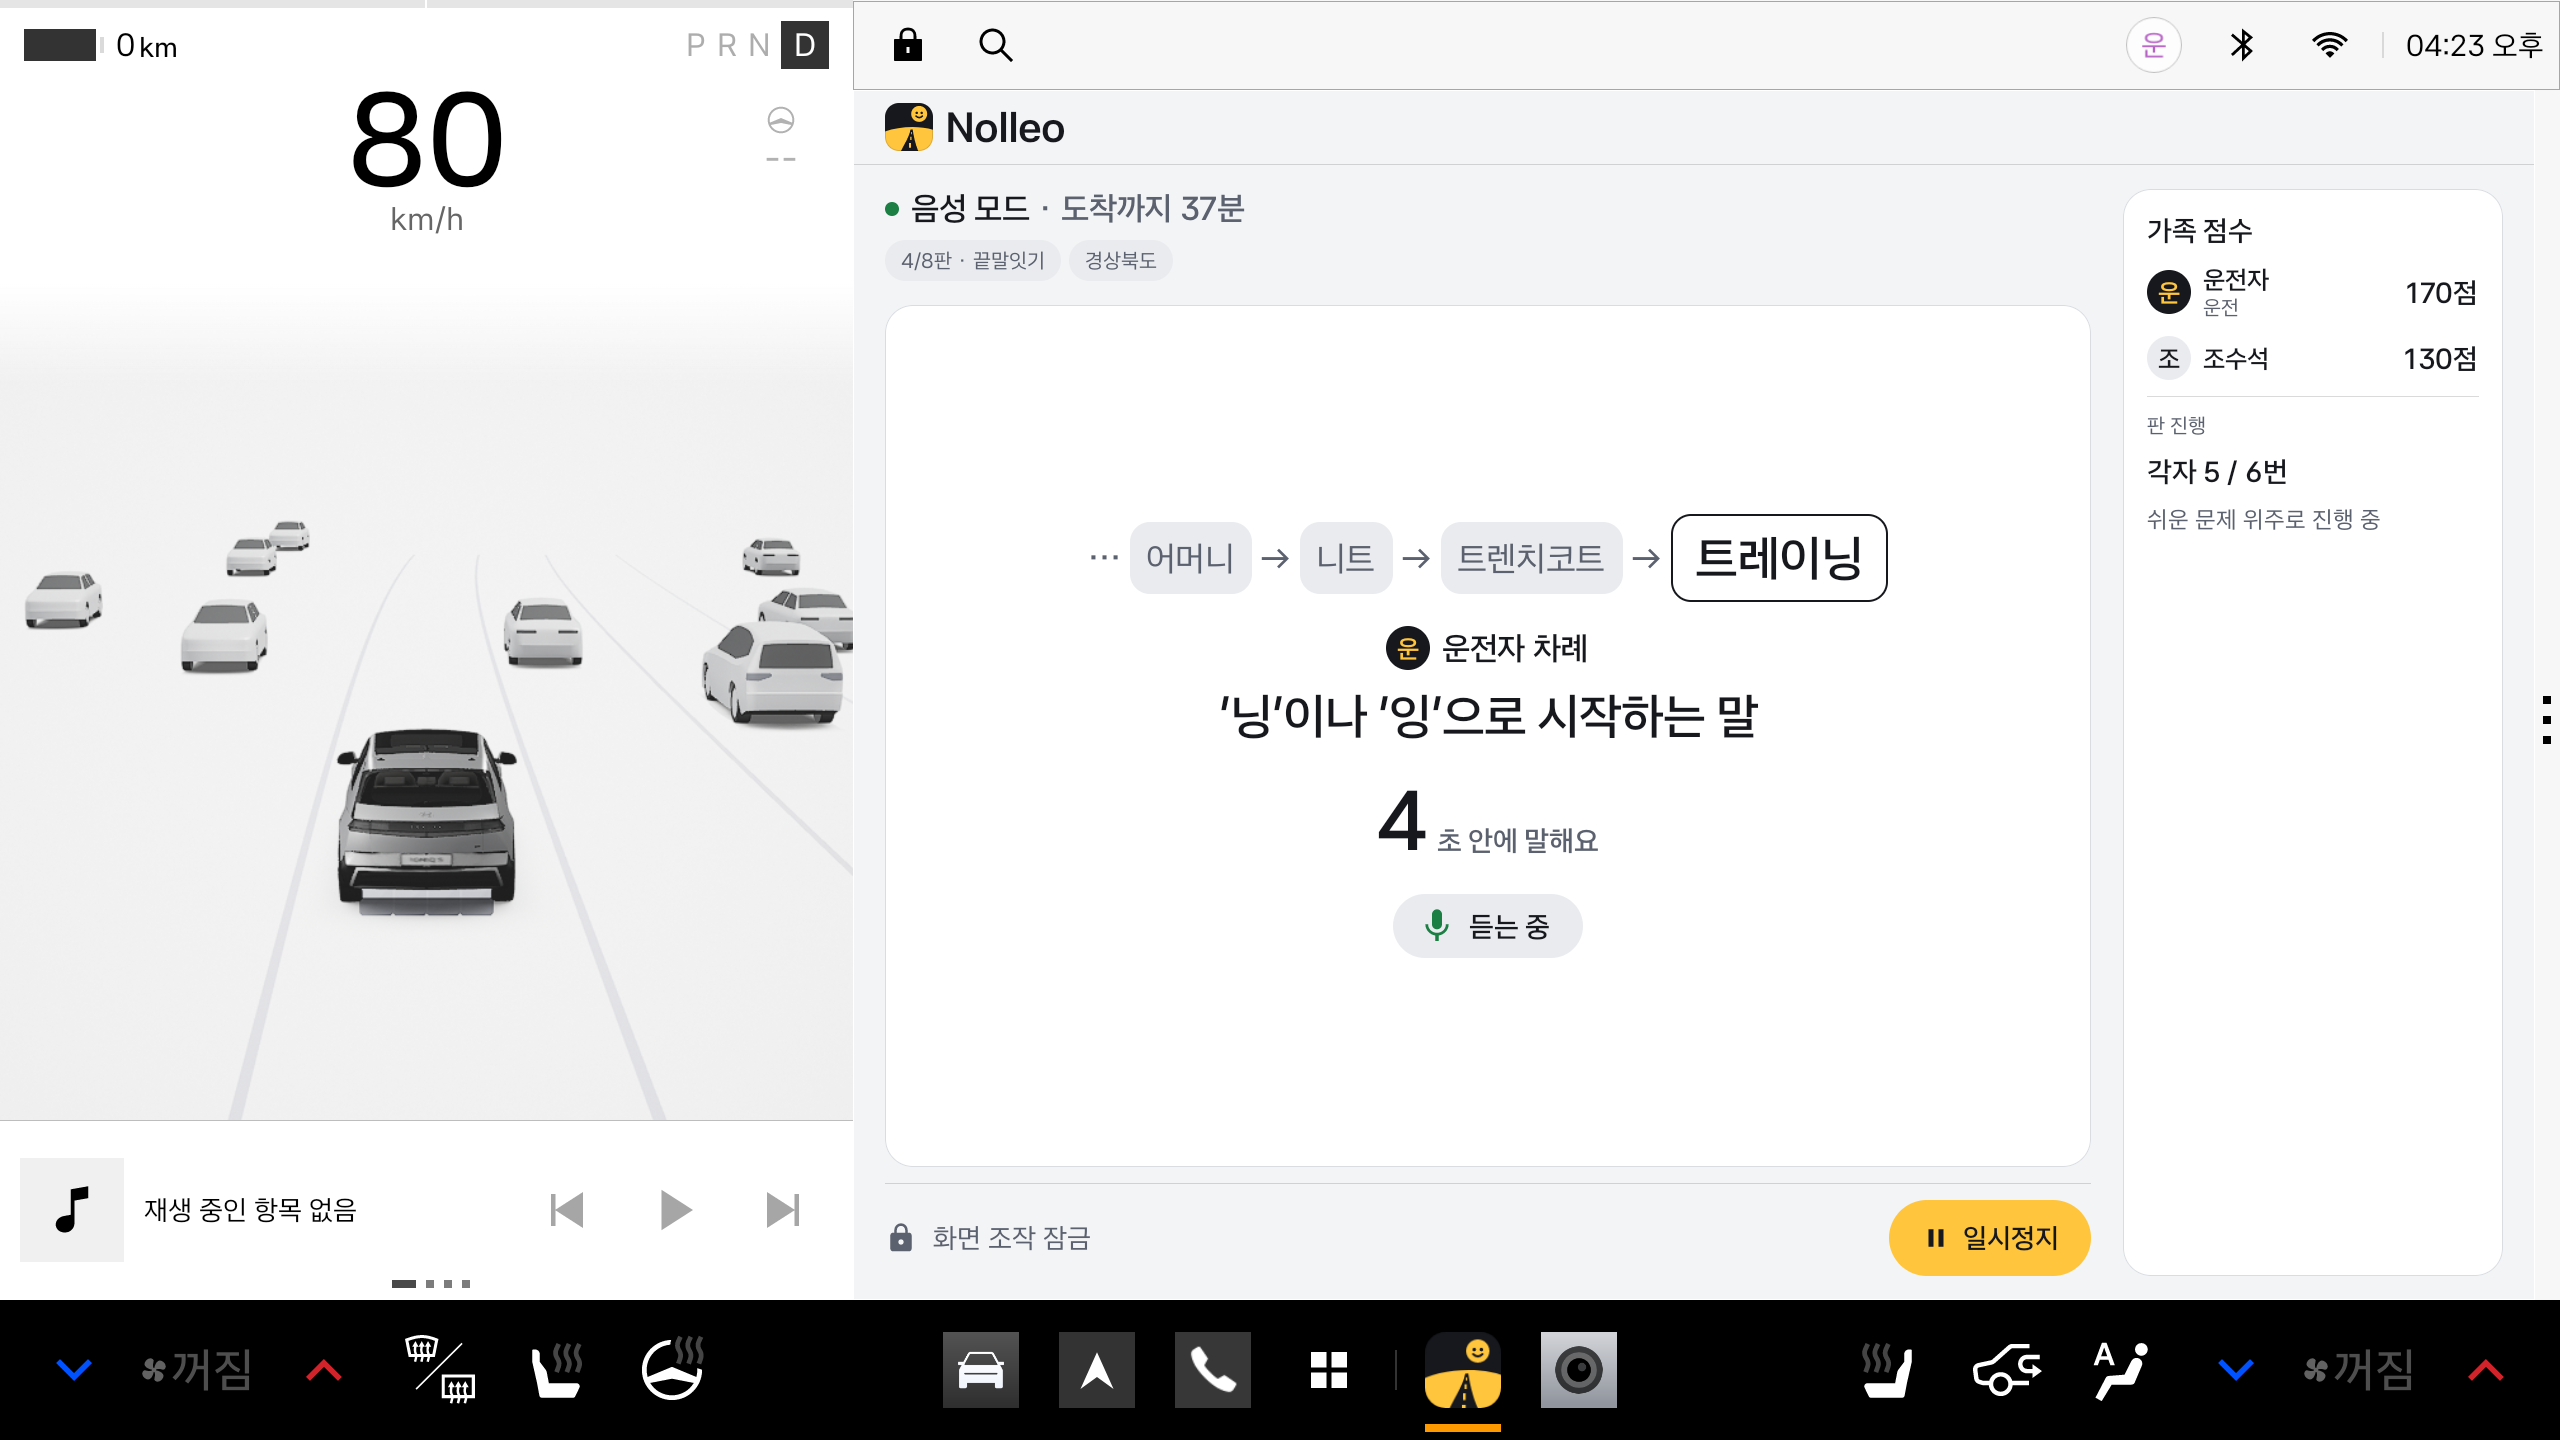 0 km
P R N D
80
km/h
재생 중인 항목 없음
운
04:23 오후
Nolleo
음성 모드 · 도착까지 37분
4/8판 · 끝말잇기
경상북도
… 어머니 → 니트 → 트렌치코트 → 트레이닝
운 운전자 차례
'닝'이나 '잉'으로 시작하는 말
4 초 안에 말해요
듣는 중
화면 조작 잠금
일시정지
가족 점수
운 운전자 170점
운전
조 조수석 130점
판 진행
각자 5 / 6번
쉬운 문제 위주로 진행 중
꺼짐
A
꺼짐